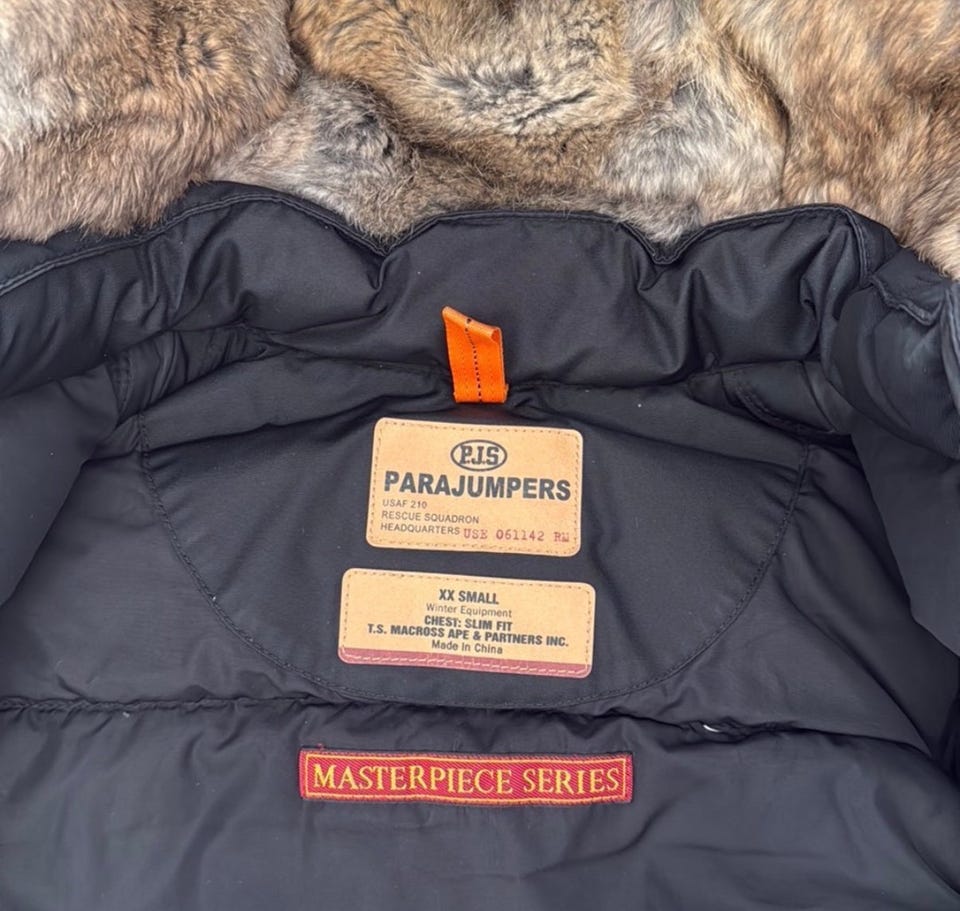 P.J.S
PARAJUMPERS
USAF 210
RESCUE SQUADRON
HEADQUARTERS USE 061142 RM
XX SMALL
Winter Equipment
CHEST: SLIM FIT
T.S. MACROSS APE & PARTNERS INC.
Made In China
MASTERPIECE SERIES